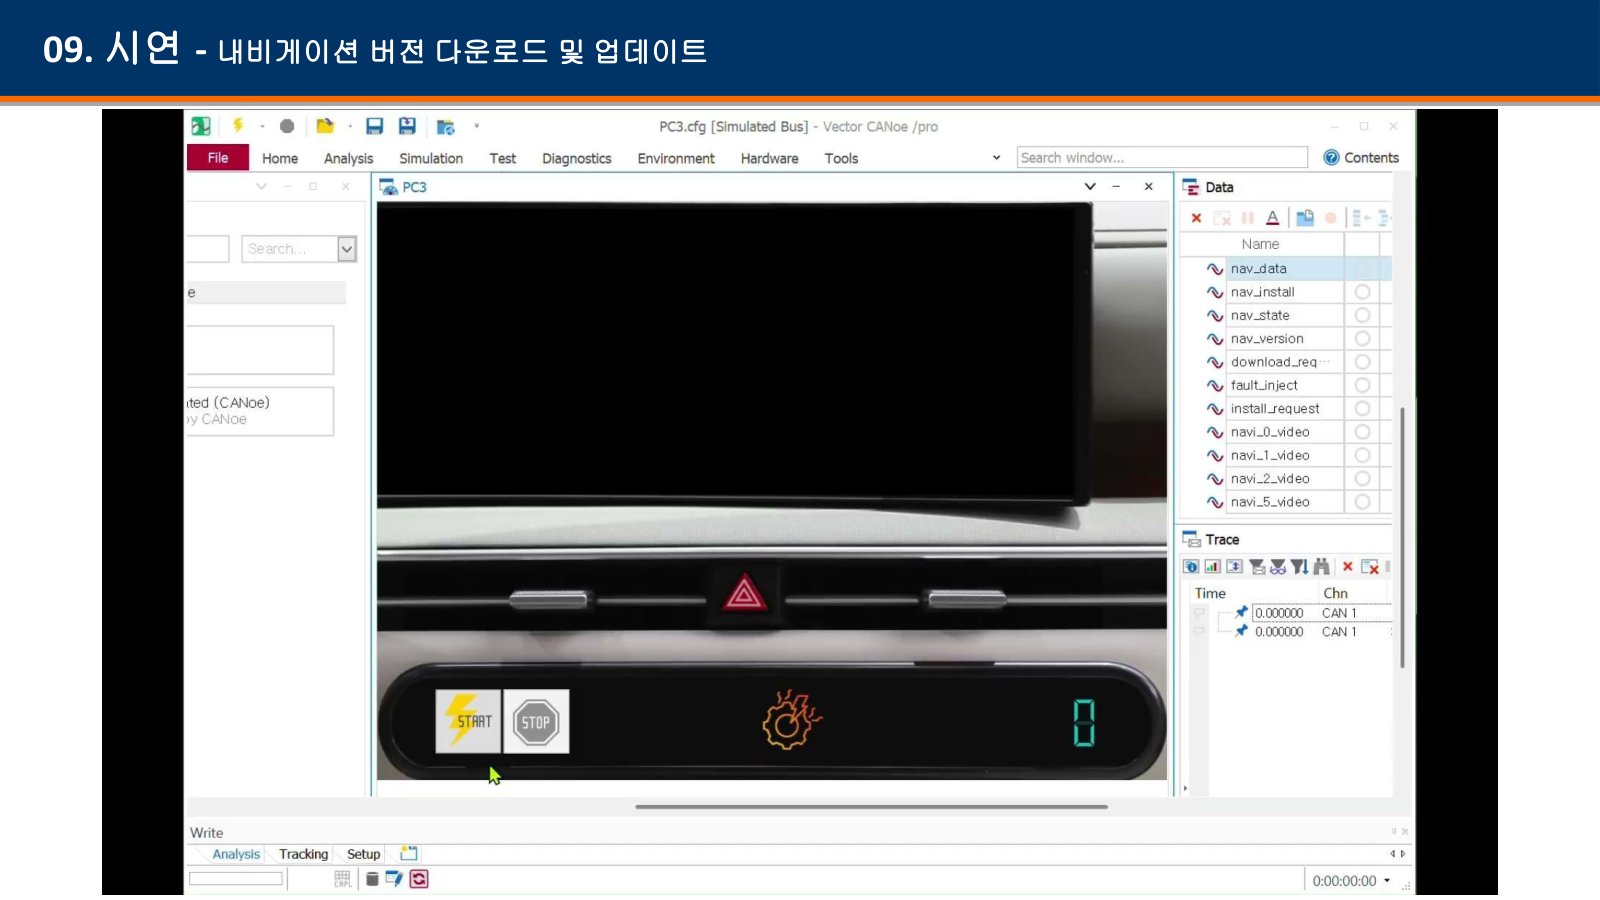 09. 시연 - 내비게이션 버전 다운로드 및 업데이트
PC3.cfg [Simulated Bus] - Vector CANoe /pro
File Home Analysis Simulation Test Diagnostics Environment Hardware Tools Search window... Contents
PC3
Data
Search...
Name
e
nav_data
nav_install
nav_state
nav_version
download_req...
fault_inject
install_request
navi_0_video
navi_1_video
navi_2_video
navi_5_video
ated (CANoe)
by CANoe
Trace
Time Chn
0.000000 CAN 1
0.000000 CAN 1
START STOP 0
Write
Analysis Tracking Setup
CAPL
0:00:00:00